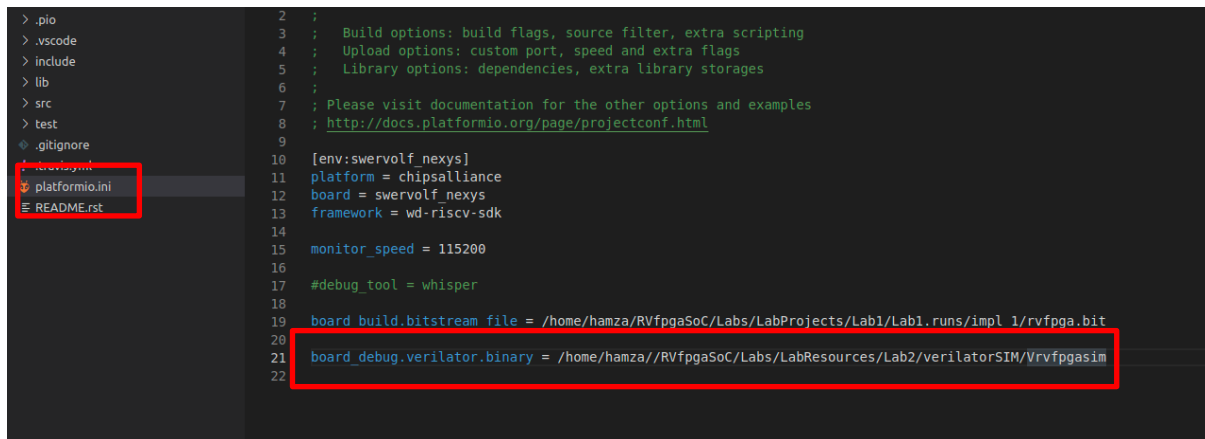 .pio
.vscode
include
lib
src
test
.gitignore
platformio.ini
README.rst
2 ;
3 ; Build options: build flags, source filter, extra scripting
4 ; Upload options: custom port, speed and extra flags
5 ; Library options: dependencies, extra library storages
6 ;
7 ; Please visit documentation for the other options and examples
8 ; http://docs.platformio.org/page/projectconf.html
9
10 [env:swervolf_nexys]
11 platform = chipsalliance
12 board = swervolf_nexys
13 framework = wd-riscv-sdk
14
15 monitor_speed = 115200
16
17 #debug_tool = whisper
18
19 board_build.bitstream_file = /home/hamza/RVfpgaSoC/Labs/LabProjects/Lab1/Lab1.runs/impl_1/rvfpga.bit
20
21 board_debug.verilator.binary = /home/hamza//RVfpgaSoC/Labs/LabResources/Lab2/verilatorSIM/Vrvfpgasim
22